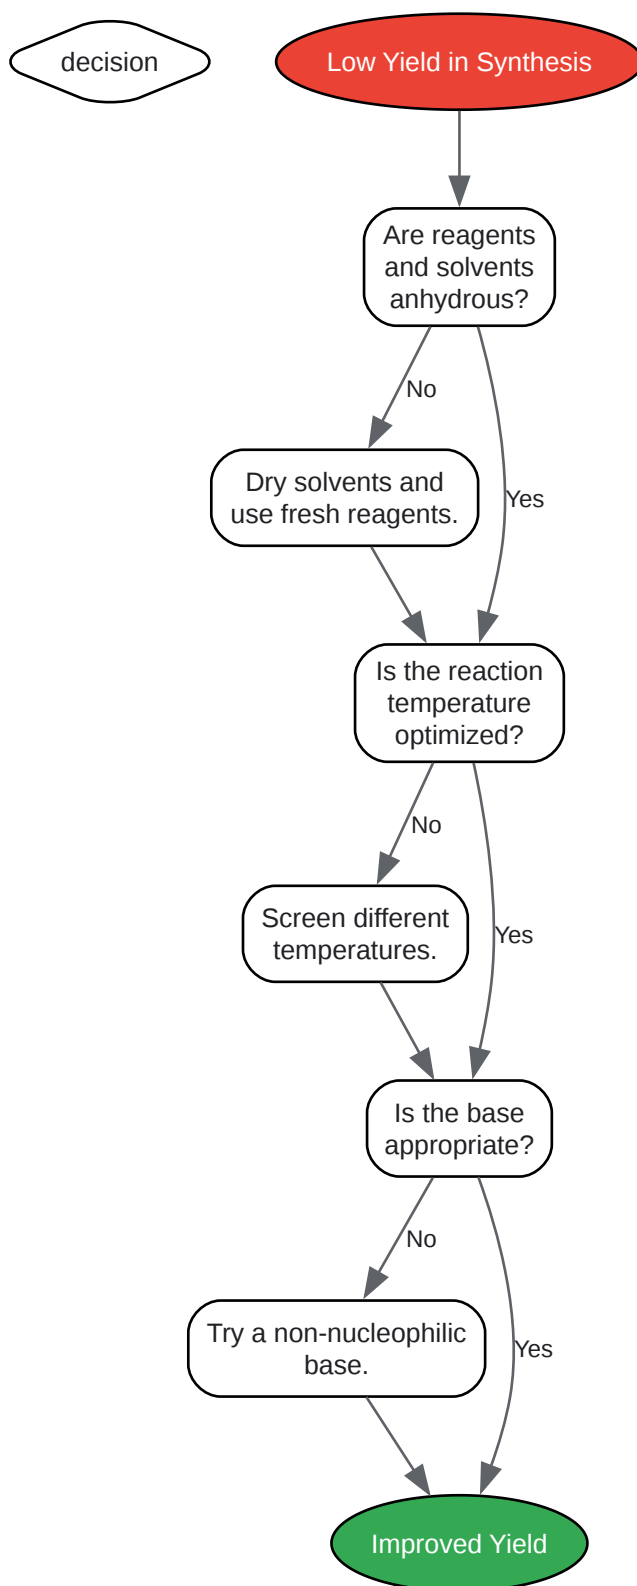 decision
Low Yield in Synthesis
Are reagents
and solvents
anhydrous?
No
Yes
Dry solvents and
use fresh reagents.
Is the reaction
temperature
optimized?
No
Yes
Screen different
temperatures.
Is the base
appropriate?
No
Yes
Try a non-nucleophilic
base.
Improved Yield